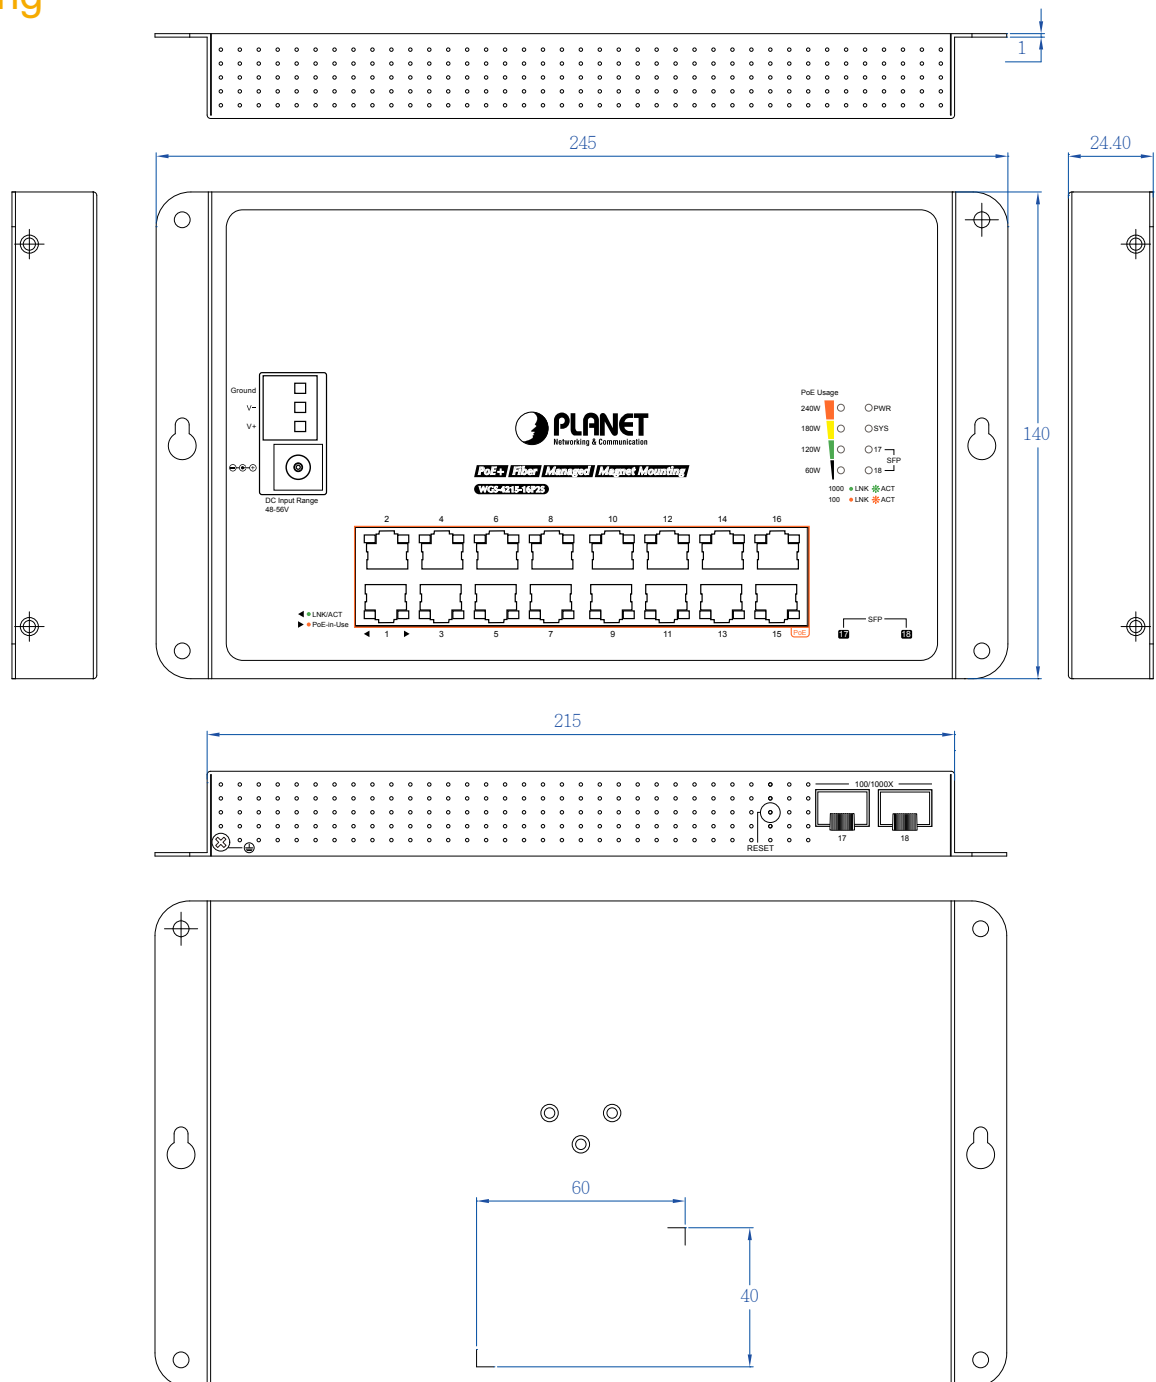 ng
1
245
24.40
Ground
V−
V+
DC Input Range
48-56V
PLANET
Networking & Communication
PoE+ Fiber Managed Magnet Mounting
WGS-4215-16P2S
PoE Usage
240W PWR
180W SYS
120W 17
SFP
60W 18
1000 LNK ACT
100 LNK ACT
140
2 4 6 8 10 12 14 16
LNK/ACT
PoE-in-Use
1 3 5 7 9 11 13 15 PoE
SFP
17 18
215
100/1000X
17 18
RESET
60
40